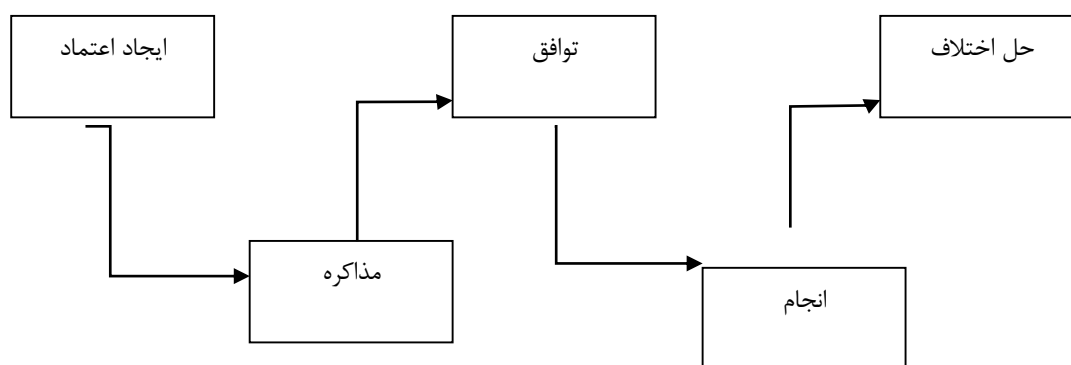 ایجاد اعتماد
مذاکره
توافق
انجام
حل اختلاف